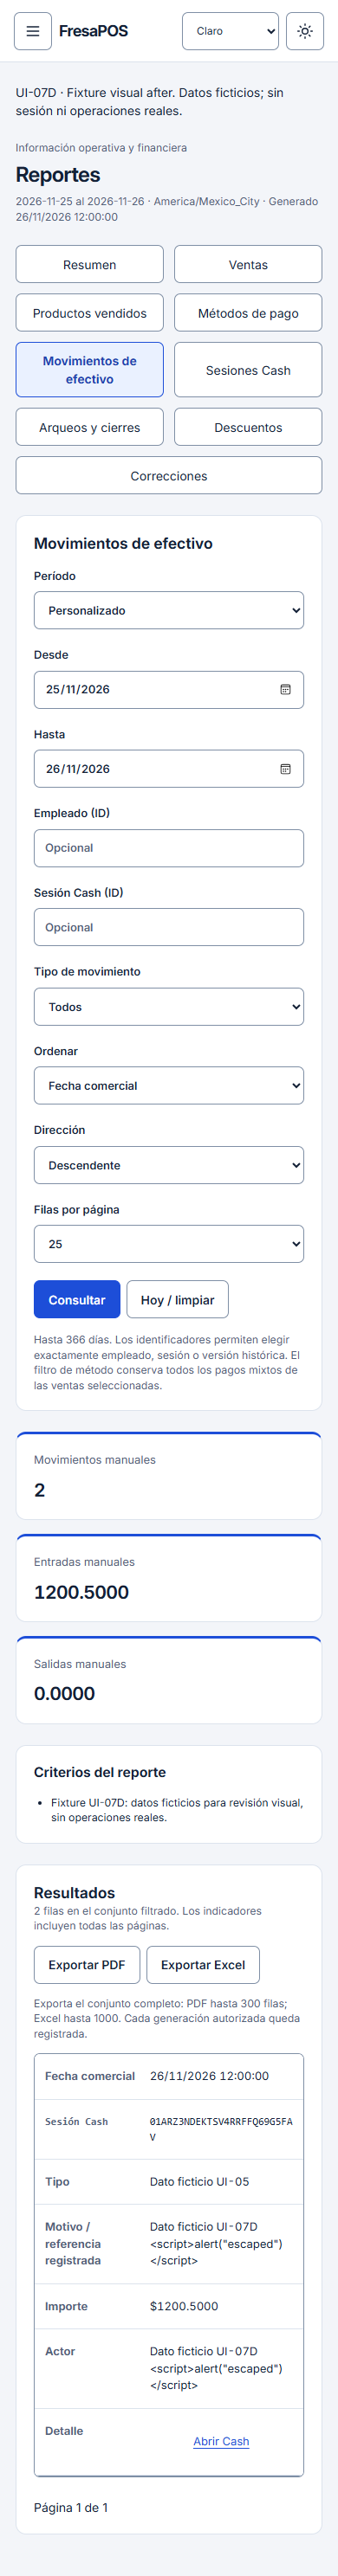 FresaPOS
Claro
UI-07D · Fixture visual after. Datos ficticios; sin
sesión ni operaciones reales.
Información operativa y financiera
Reportes
2026-11-25 al 2026-11-26 · America/Mexico_City · Generado
26/11/2026 12:00:00
Resumen
Ventas
Productos vendidos
Métodos de pago
Movimientos de
efectivo
Sesiones Cash
Arqueos y cierres
Descuentos
Correcciones
Movimientos de efectivo
Período
Personalizado
Desde
25/11/2026
Hasta
26/11/2026
Empleado (ID)
Opcional
Sesión Cash (ID)
Opcional
Tipo de movimiento
Todos
Ordenar
Fecha comercial
Dirección
Descendente
Filas por página
25
Consultar
Hoy / limpiar
Hasta 366 días. Los identificadores permiten elegir
exactamente empleado, sesión o versión histórica. El
filtro de método conserva todos los pagos mixtos de
las ventas seleccionadas.
Movimientos manuales
2
Entradas manuales
1200.5000
Salidas manuales
0.0000
Criterios del reporte
• Fixture UI-07D: datos ficticios para revisión visual,
sin operaciones reales.
Resultados
2 filas en el conjunto filtrado. Los indicadores
incluyen todas las páginas.
Exportar PDF
Exportar Excel
Exporta el conjunto completo: PDF hasta 300 filas;
Excel hasta 1000. Cada generación autorizada queda
registrada.
Fecha comercial
26/11/2026 12:00:00
Sesión Cash
01ARZ3NDEKTSV4RRFFQ69G5FA
V
Tipo
Dato ficticio UI-05
Motivo /
referencia
registrada
Dato ficticio UI-07D
<script>alert("escaped")
</script>
Importe
$1200.5000
Actor
Dato ficticio UI-07D
<script>alert("escaped")
</script>
Detalle
Abrir Cash
Página 1 de 1